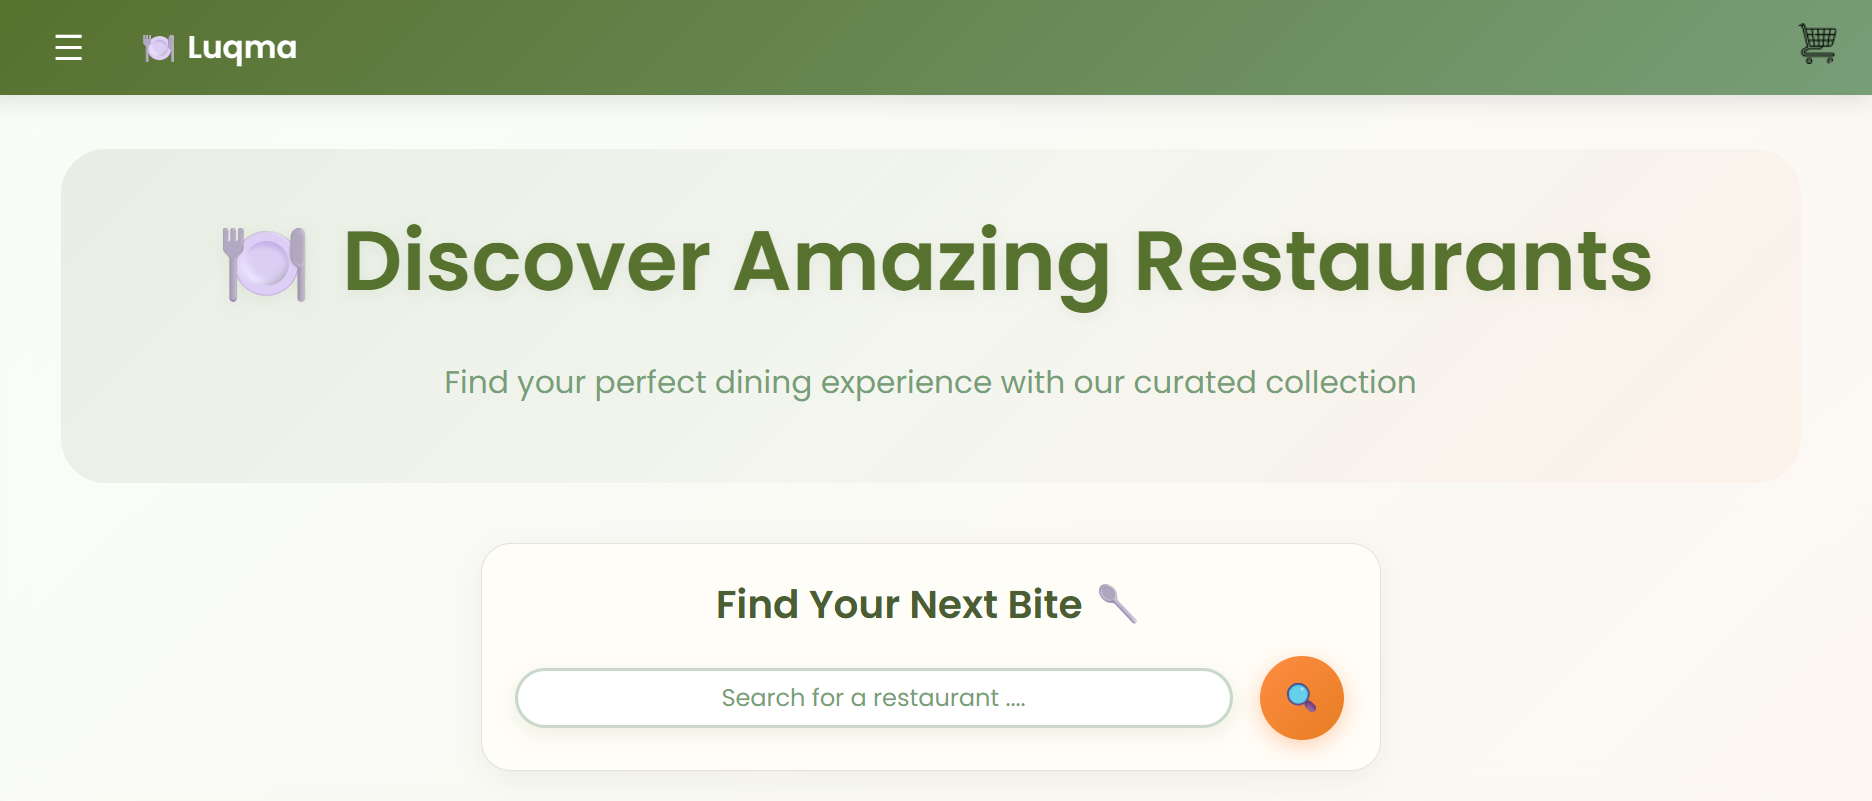 Luqma
Discover Amazing Restaurants
Find your perfect dining experience with our curated collection
Find Your Next Bite
Search for a restaurant ....